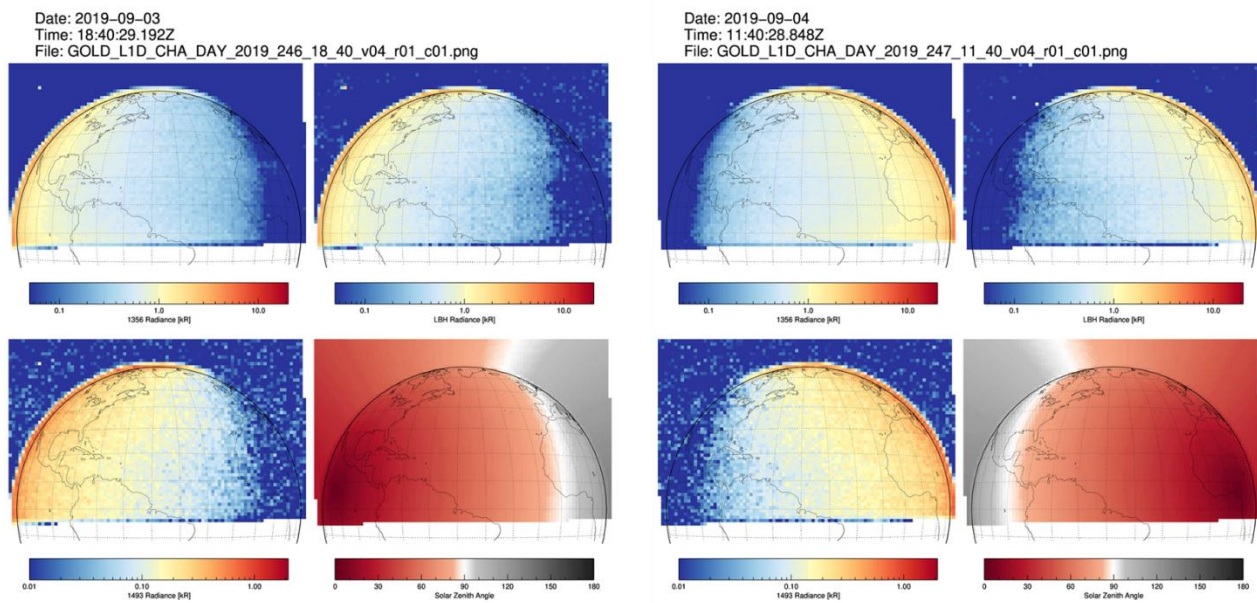 Date: 2019-09-03
Time: 18:40:29.192Z
File: GOLD_L1D_CHA_DAY_2019_246_18_40_v04_r01_c01.png
0.1 1.0 10.0
1356 Radiance [kR]
0.1 1.0 10.0
LBH Radiance [kR]
0.01 0.10 1.00
1493 Radiance [kR]
0 30 60 90 120 150 180
Solar Zenith Angle
Date: 2019-09-04
Time: 11:40:28.848Z
File: GOLD_L1D_CHA_DAY_2019_247_11_40_v04_r01_c01.png
0.1 1.0 10.0
1356 Radiance [kR]
0.1 1.0 10.0
LBH Radiance [kR]
0.01 0.10 1.00
1493 Radiance [kR]
0 30 60 90 120 150 180
Solar Zenith Angle